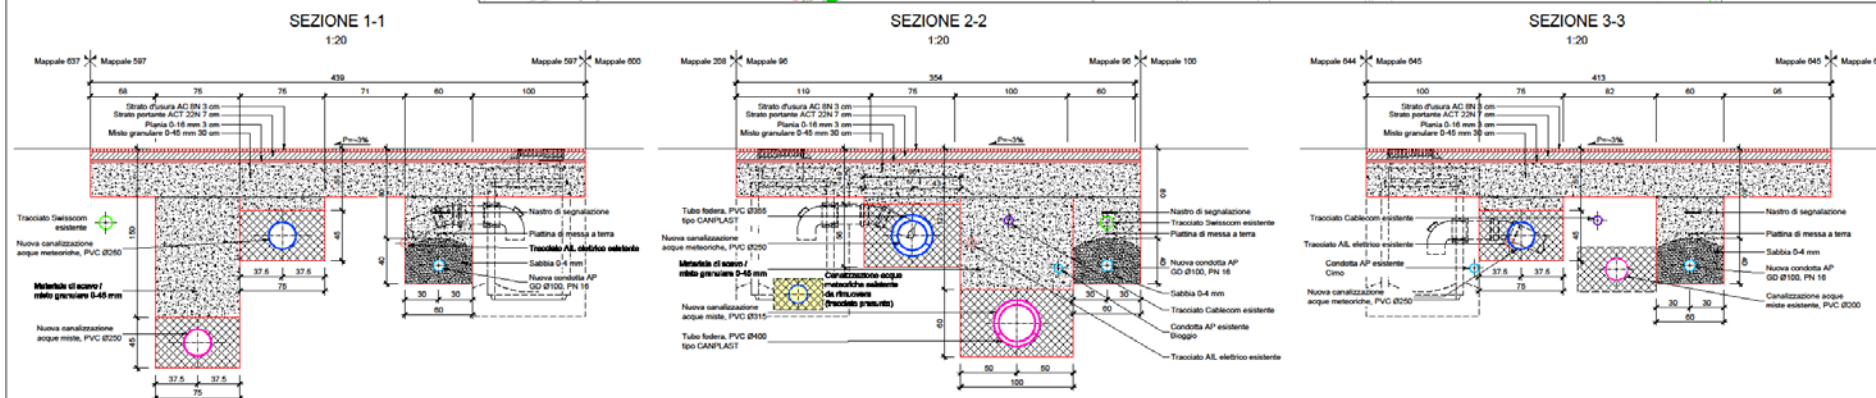 SEZIONE 1-1
1:20
Mappale 637
Mappale 597
Mappale 597
Mappale 600
439
68
75
75
71
60
100
Strato d'usura AC 8N 3 cm
Strato portante ACT 22N 7 cm
Plania 0-16 mm 3 cm
Misto granulare 0-45 mm 30 cm
P=~3%
Tracciato Swisscom
esistente
Nuova canalizzazione
acque meteoriche, PVC Ø250
Materiale di scavo /
misto granulare 0-45 mm
Nuova canalizzazione
acque miste, PVC Ø250
150
45
45
37.5
37.5
75
37.5
37.5
75
80
40
30
30
60
Nastro di segnalazione
Piattina di messa a terra
Tracciato AIL elettrico esistente
Sabbia 0-4 mm
Nuova condotta AP
GD Ø100, PN 16
SEZIONE 2-2
1:20
Mappale 208
Mappale 96
Mappale 96
Mappale 100
354
119
75
100
60
Strato d'usura AC 8N 3 cm
Strato portante ACT 22N 7 cm
Plania 0-16 mm 3 cm
Misto granulare 0-45 mm 30 cm
P=~3%
43
43
Tubo fodera, PVC Ø355
tipo CANPLAST
Nuova canalizzazione
acque meteoriche, PVC Ø250
Materiale di scavo /
misto granulare 0-45 mm
Canalizzazione acque
meteoriche esistente
da rimuovere
(tracciato presunto)
Nuova canalizzazione
acque miste, PVC Ø315
Tubo fodera, PVC Ø400
tipo CANPLAST
60
50
50
100
80
30
30
60
Nastro di segnalazione
Tracciato Swisscom esistente
Piattina di messa a terra
Nuova condotta AP
GD Ø100, PN 16
Sabbia 0-4 mm
Tracciato Cablecom esistente
Condotta AP esistente
Bioggio
Tracciato AIL elettrico esistente
SEZIONE 3-3
1:20
Mappale 644
Mappale 645
Mappale 645
413
100
75
82
60
95
Strato d'usura AC 8N 3 cm
Strato portante ACT 22N 7 cm
Plania 0-16 mm 3 cm
Misto granulare 0-45 mm 30 cm
P=~3%
Tracciato Cablecom esistente
Tracciato AIL elettrico esistente
Condotta AP esistente
Cimo
Nuova canalizzazione
acque meteoriche, PVC Ø250
45
37.5
37.5
75
30
30
60
Nastro di segnalazione
Piattina di messa a terra
Sabbia 0-4 mm
Nuova condotta AP
GD Ø100, PN 16
Canalizzazione acque
miste esistente, PVC Ø200